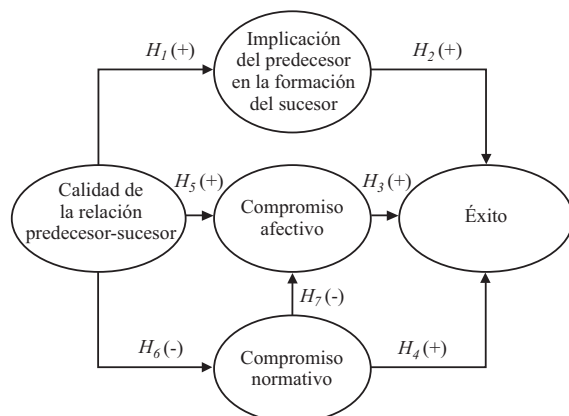 Implicación
del predecesor
en la formación
del sucesor
H1 (+)
H2 (+)
Calidad de
la relación
predecesor-sucesor
H5 (+)
Compromiso
afectivo
H3 (+)
Éxito
H7 (-)
H6 (-)
Compromiso
normativo
H4 (+)